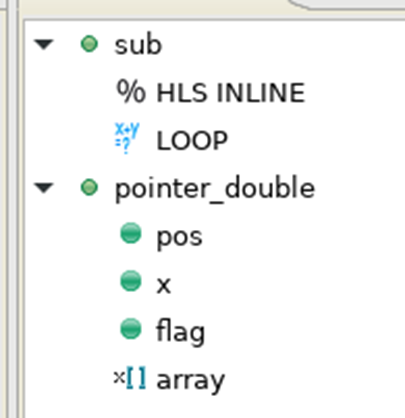 sub
% HLS INLINE
LOOP
pointer_double
pos
x
flag
x[] array